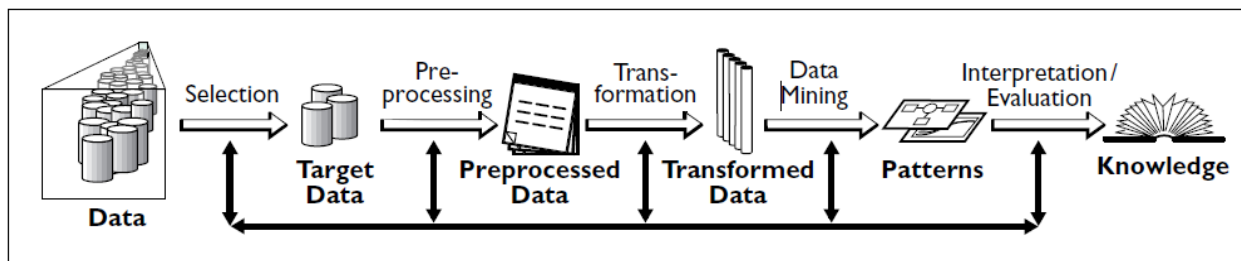 Selection
Pre-
processing
Trans-
formation
Data
Mining
Interpretation/
Evaluation
Data
Target
Data
Preprocessed
Data
Transformed
Data
Patterns
Knowledge